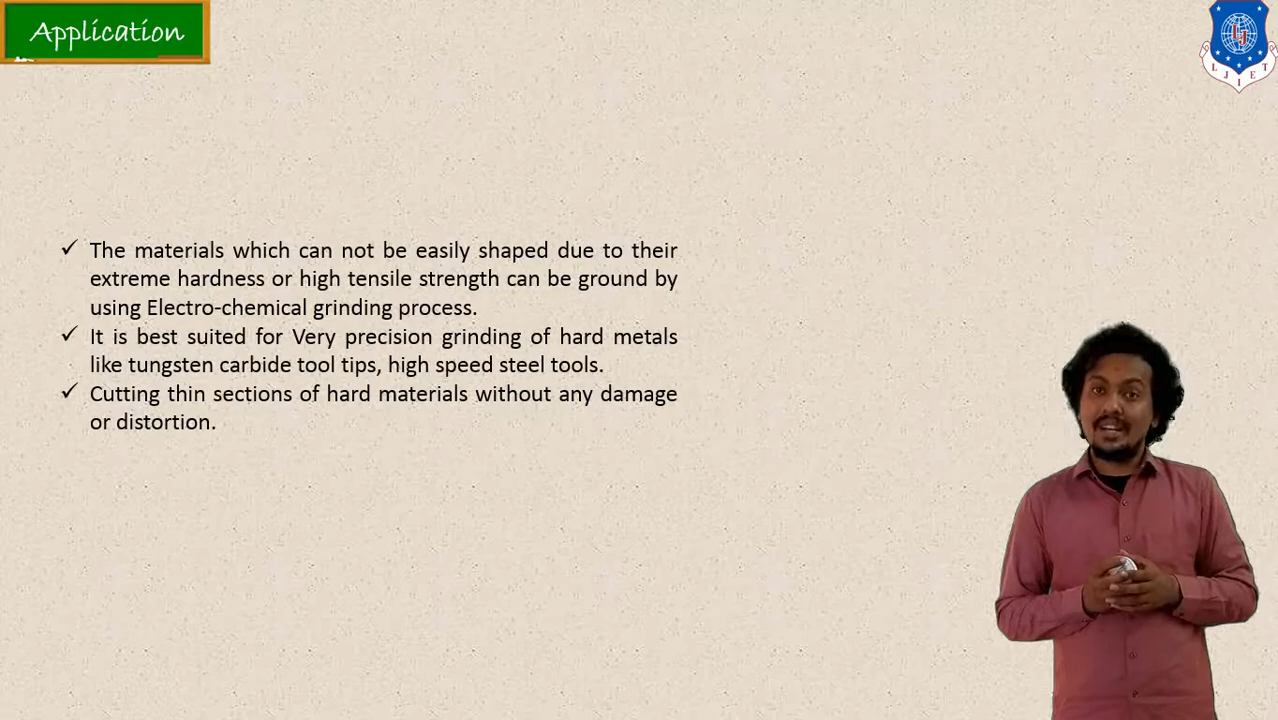 Application
LJIET
✓ The materials which can not be easily shaped due to their
extreme hardness or high tensile strength can be ground by
using Electro-chemical grinding process.
✓ It is best suited for Very precision grinding of hard metals
like tungsten carbide tool tips, high speed steel tools.
✓ Cutting thin sections of hard materials without any damage
or distortion.